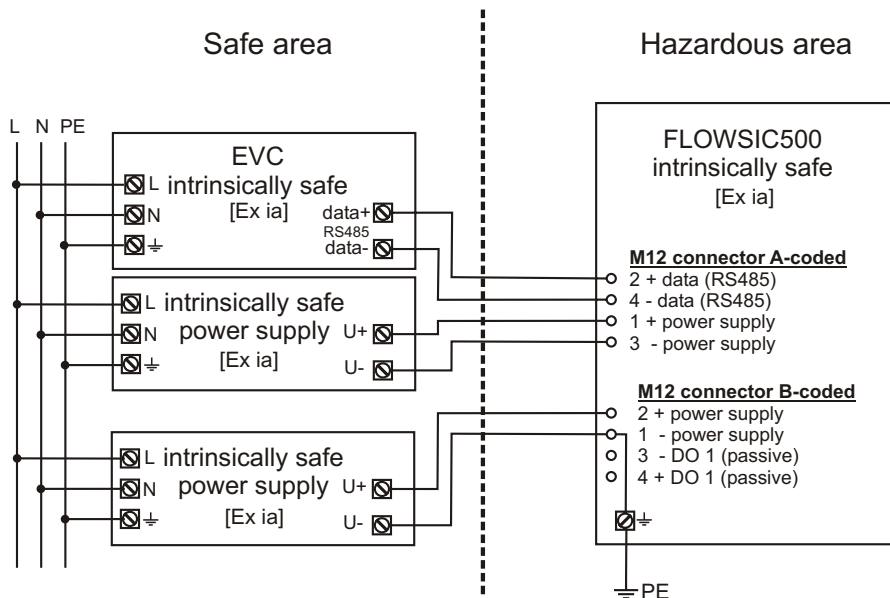 Safe area
Hazardous area
L N PE
EVC
intrinsically safe
[Ex ia]
L
N
data+
RS485
data-
intrinsically safe
power supply
[Ex ia]
L
N
U+
U-
intrinsically safe
power supply
[Ex ia]
L
N
U+
U-
FLOWSIC500
intrinsically safe
[Ex ia]
M12 connector A-coded
2 + data (RS485)
4 - data (RS485)
1 + power supply
3 - power supply
M12 connector B-coded
2 + power supply
1 - power supply
3 - DO 1 (passive)
4 + DO 1 (passive)
PE